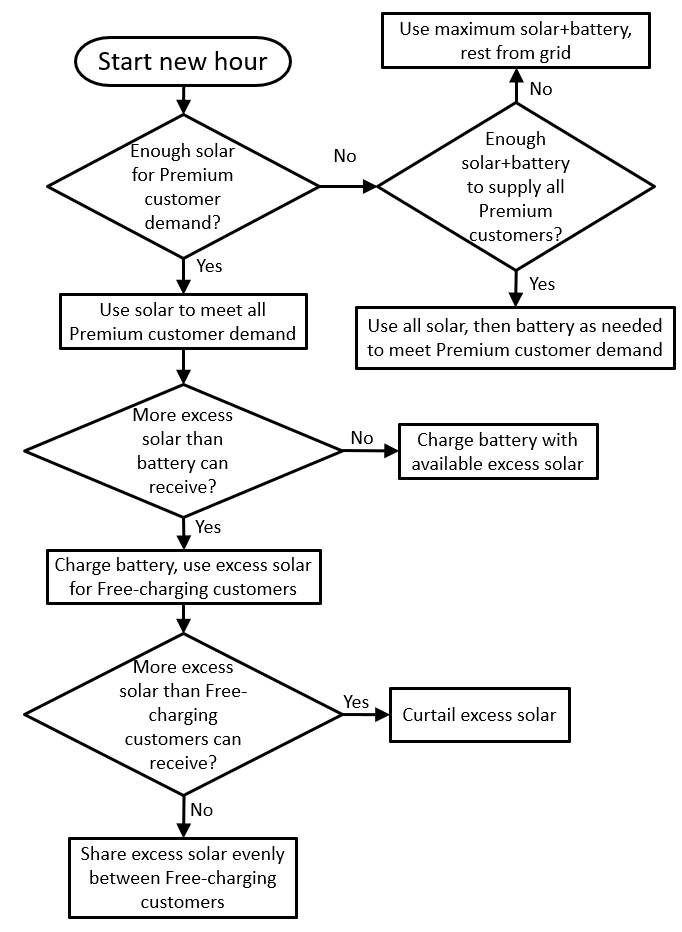 Start new hour
Use maximum solar+battery,
rest from grid
No
Enough solar
for Premium
customer
demand?
No
Enough
solar+battery
to supply all
Premium
customers?
Yes
Yes
Use solar to meet all
Premium customer demand
Use all solar, then battery as needed
to meet Premium customer demand
More excess
solar than
battery can
receive?
No
Charge battery with
available excess solar
Yes
Charge battery, use excess solar
for Free-charging customers
More excess
solar than Free-
charging
customers can
receive?
Yes
Curtail excess solar
No
Share excess solar evenly
between Free-charging
customers